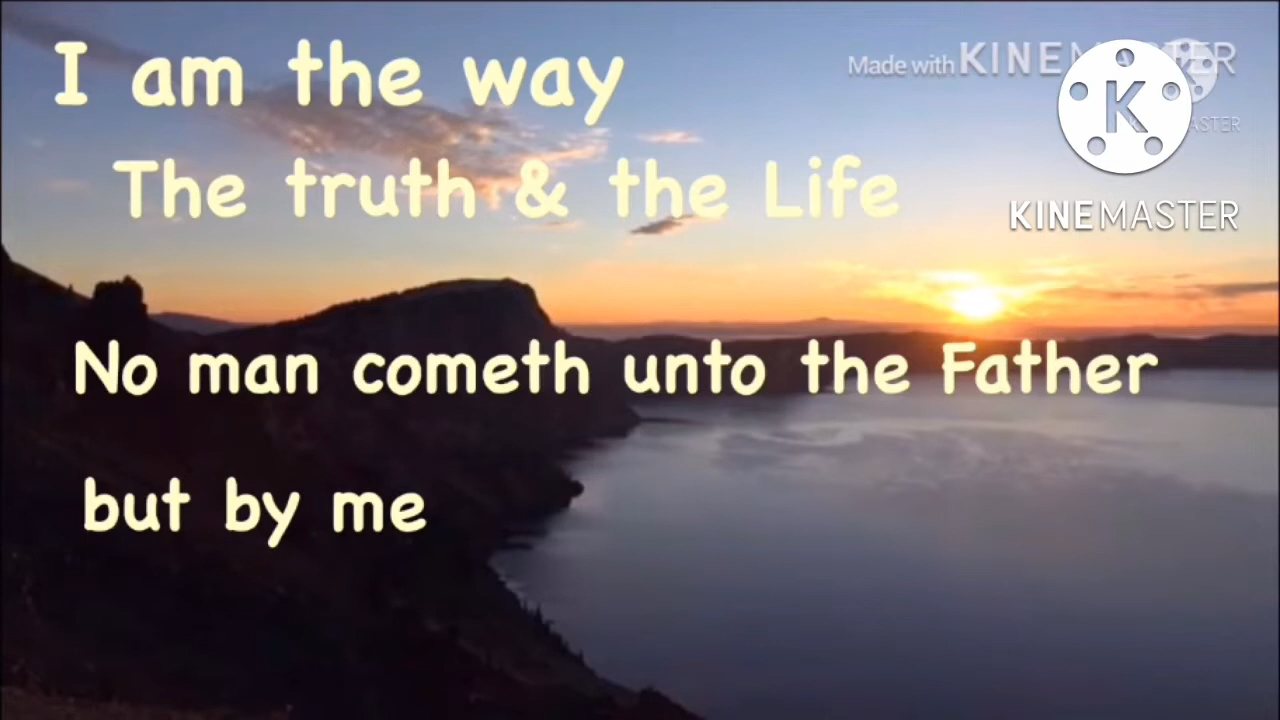 I am the way
Made with KINEMASTER
The truth & the Life
KINEMASTER
No man cometh unto the Father
but by me